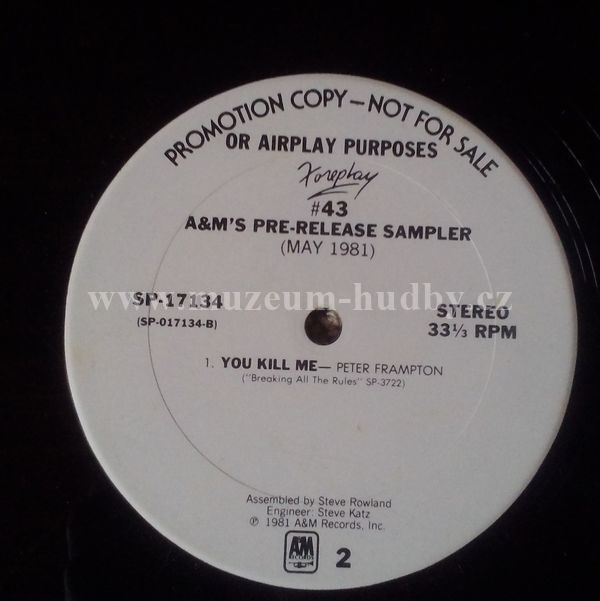 PROMOTION COPY — NOT FOR SALE
OR AIRPLAY PURPOSES
Foreplay
#43
A&M'S PRE-RELEASE SAMPLER
(MAY 1981)
www.muzeum-hudby.cz
SP-17134
(SP-017134-B)
STEREO
33⅓ RPM
1. YOU KILL ME— PETER FRAMPTON
("Breaking All The Rules" SP-3722)
Assembled by Steve Rowland
Engineer: Steve Katz
℗ 1981 A&M Records, Inc.
A&M
RECORDS
2